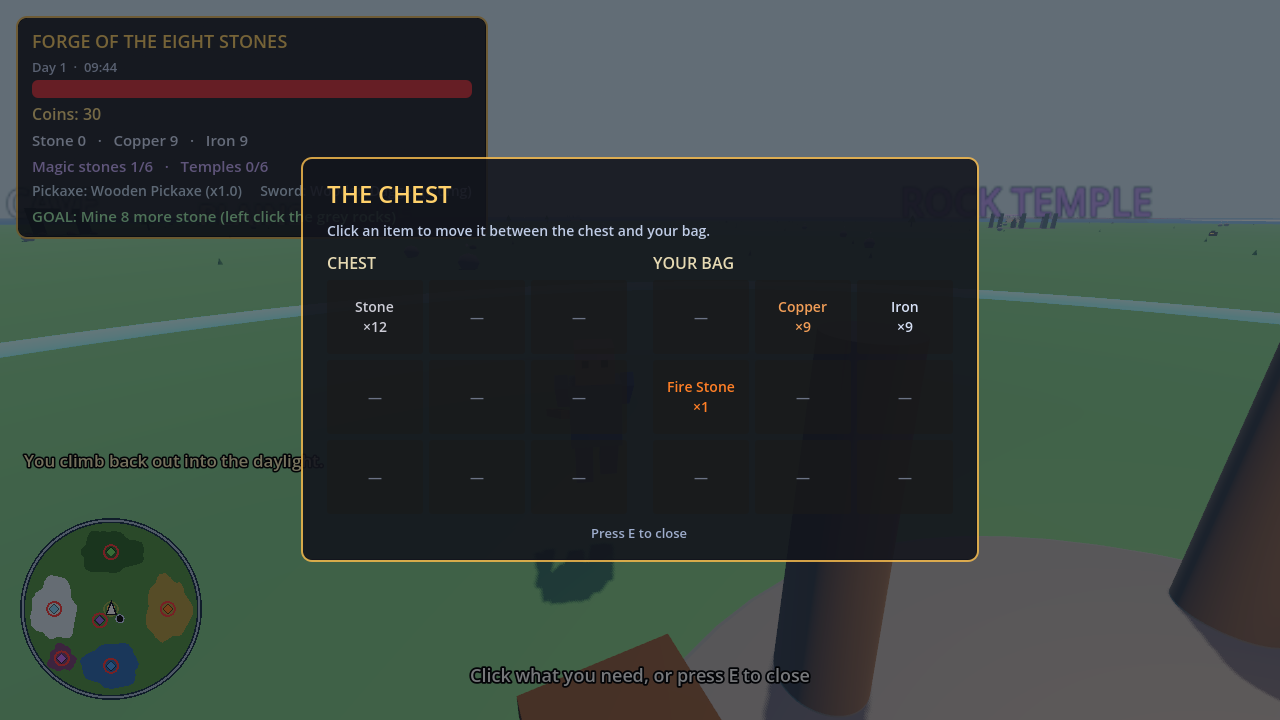 FORGE OF THE EIGHT STONES
Day 1 · 09:44
Coins: 30
Stone 0 · Copper 9 · Iron 9
Magic stones 1/6 · Temples 0/6
Pickaxe: Wooden Pickaxe (x1.0) Sword
GOAL: Mine 8 more stone (left click the grey rocks)
ROCK TEMPLE
THE CHEST
Click an item to move it between the chest and your bag.
CHEST YOUR BAG
Stone ×12 — — — Copper ×9 Iron ×9
— — — Fire Stone ×1 — —
— — — — — —
Press E to close
You climb back out into the daylight.
Click what you need, or press E to close